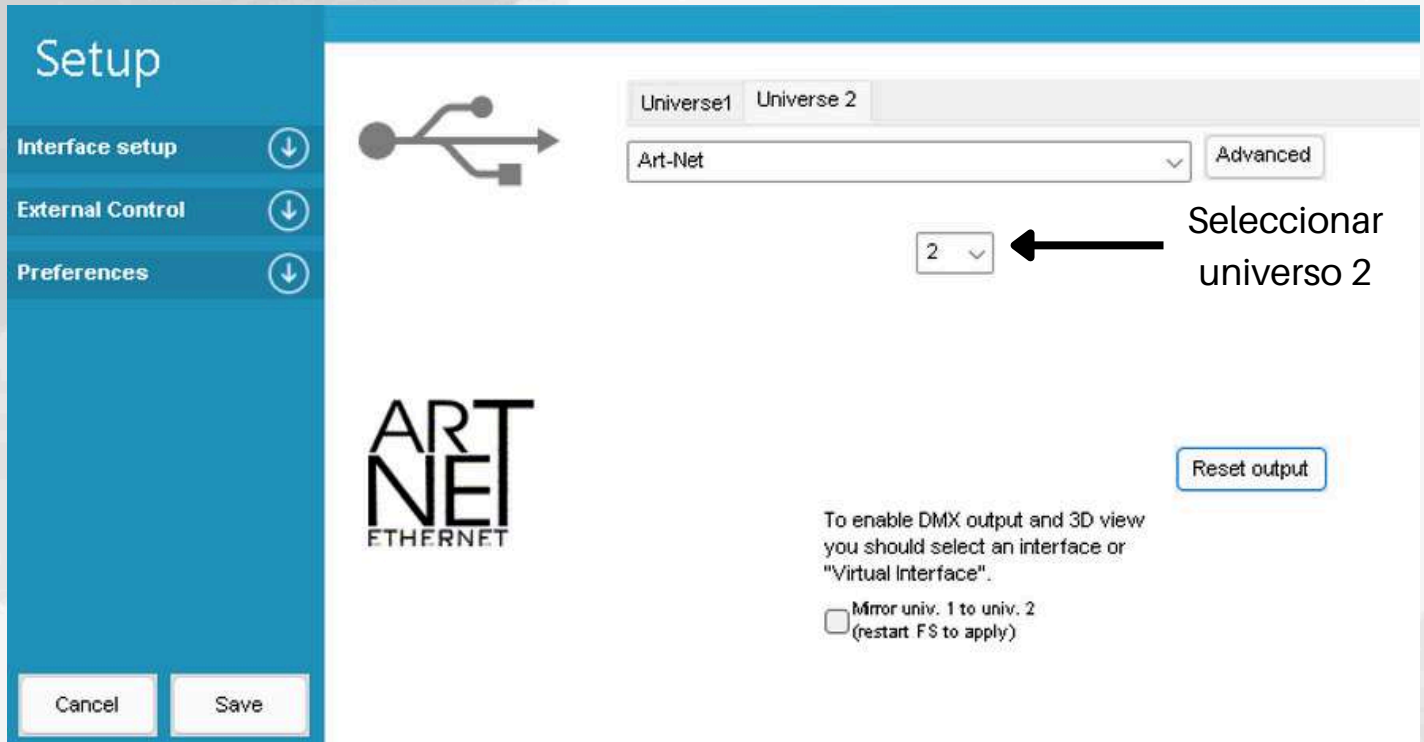 Setup
Interface setup
External Control
Preferences
Universe1 Universe 2
Art-Net
Advanced
2
Seleccionar
universo 2
ART
NET
ETHERNET
Reset output
To enable DMX output and 3D view
you should select an interface or
"Virtual Interface".
Mirror univ. 1 to univ. 2
(restart FS to apply)
Cancel Save